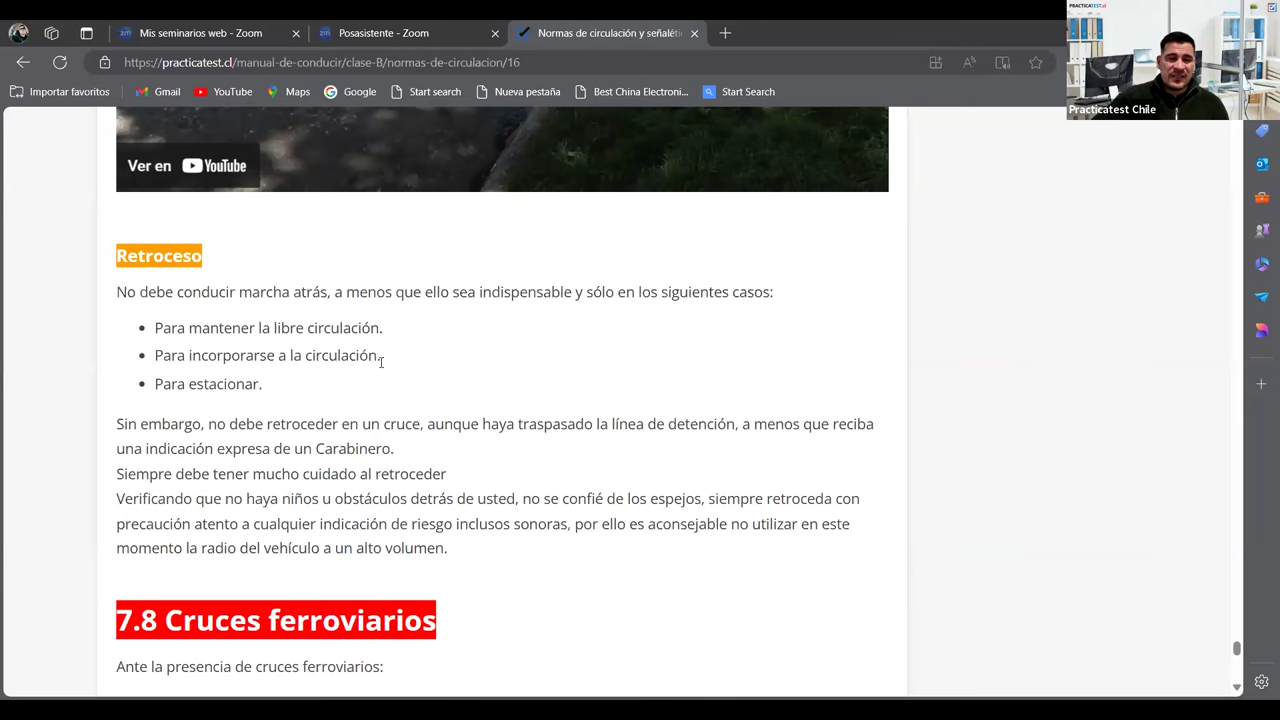 Mis seminarios web - Zoom
Posasistente - Zoom
Normas de circulación y señaléti
PRACTICATEST.cl
https://practicatest.cl/manual-de-conducir/clase-B/normas-de-circulacion/16
Importar favoritos
Gmail
YouTube
Maps
Google
Start search
Nueva pestaña
Best China Electroni...
Start Search
Practicatest Chile
Ver en YouTube
Retroceso
No debe conducir marcha atrás, a menos que ello sea indispensable y sólo en los siguientes casos:
• Para mantener la libre circulación.
• Para incorporarse a la circulación.
• Para estacionar.
Sin embargo, no debe retroceder en un cruce, aunque haya traspasado la línea de detención, a menos que reciba
una indicación expresa de un Carabinero.
Siempre debe tener mucho cuidado al retroceder
Verificando que no haya niños u obstáculos detrás de usted, no se confié de los espejos, siempre retroceda con
precaución atento a cualquier indicación de riesgo inclusos sonoras, por ello es aconsejable no utilizar en este
momento la radio del vehículo a un alto volumen.
7.8 Cruces ferroviarios
Ante la presencia de cruces ferroviarios: